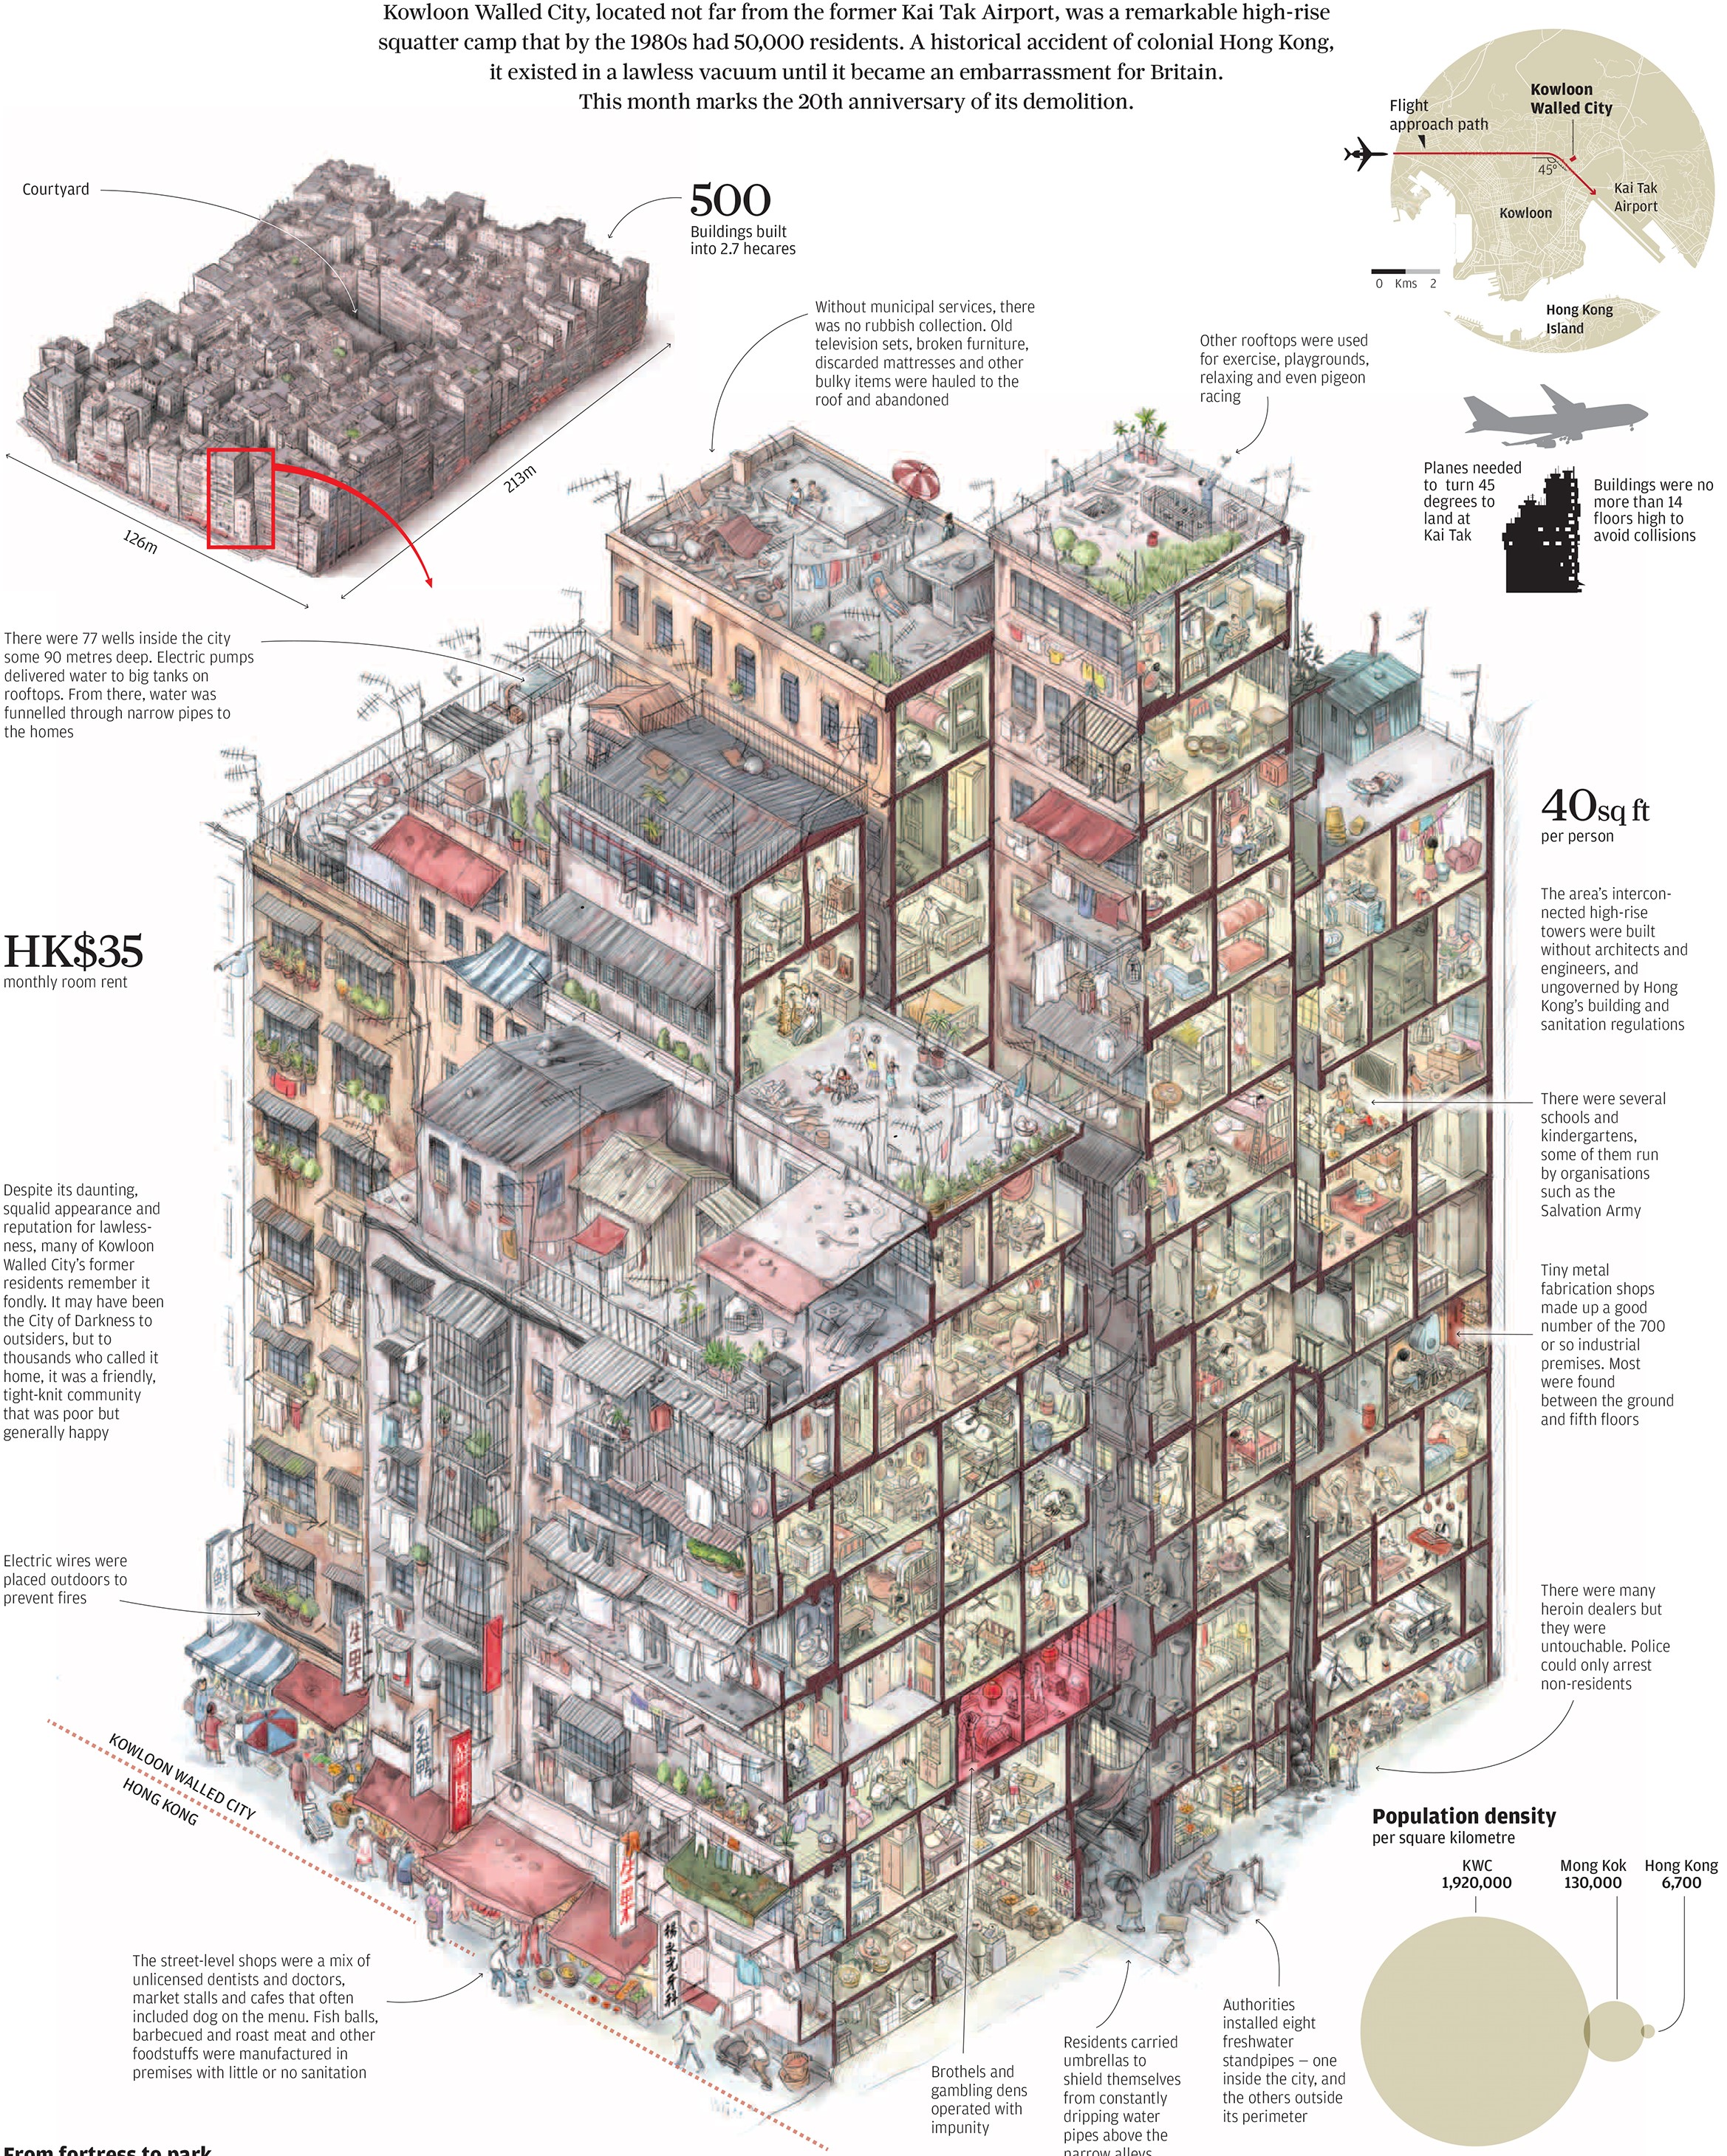 Kowloon Walled City, located not far from the former Kai Tak Airport, was a remarkable high-rise
squatter camp that by the 1980s had 50,000 residents. A historical accident of colonial Hong Kong,
it existed in a lawless vacuum until it became an embarrassment for Britain.
This month marks the 20th anniversary of its demolition.
Kowloon
Walled City
Flight
approach path
45°
Kai Tak
Airport
Kowloon
0 Kms 2
Hong Kong
Island
Courtyard
500
Buildings built
into 2.7 hecares
213m
126m
Without municipal services, there
was no rubbish collection. Old
television sets, broken furniture,
discarded mattresses and other
bulky items were hauled to the
roof and abandoned
Other rooftops were used
for exercise, playgrounds,
relaxing and even pigeon
racing
Planes needed
to turn 45
degrees to
land at
Kai Tak
Buildings were no
more than 14
floors high to
avoid collisions
There were 77 wells inside the city
some 90 metres deep. Electric pumps
delivered water to big tanks on
rooftops. From there, water was
funnelled through narrow pipes to
the homes
40sq ft
per person
The area's intercon-
nected high-rise
towers were built
without architects and
engineers, and
ungoverned by Hong
Kong's building and
sanitation regulations
HK$35
monthly room rent
There were several
schools and
kindergartens,
some of them run
by organisations
such as the
Salvation Army
Despite its daunting,
squalid appearance and
reputation for lawless-
ness, many of Kowloon
Walled City's former
residents remember it
fondly. It may have been
the City of Darkness to
outsiders, but to
thousands who called it
home, it was a friendly,
tight-knit community
that was poor but
generally happy
Tiny metal
fabrication shops
made up a good
number of the 700
or so industrial
premises. Most
were found
between the ground
and fifth floors
Electric wires were
placed outdoors to
prevent fires
There were many
heroin dealers but
they were
untouchable. Police
could only arrest
non-residents
生果
鮮肉
生果
楊永光牙科
KOWLOON WALLED CITY
HONG KONG
Population density
per square kilometre
KWC
1,920,000
Mong Kok
130,000
Hong Kong
6,700
The street-level shops were a mix of
unlicensed dentists and doctors,
market stalls and cafes that often
included dog on the menu. Fish balls,
barbecued and roast meat and other
foodstuffs were manufactured in
premises with little or no sanitation
Brothels and
gambling dens
operated with
impunity
Residents carried
umbrellas to
shield themselves
from constantly
dripping water
pipes above the
narrow alleys
Authorities
installed eight
freshwater
standpipes – one
inside the city, and
the others outside
its perimeter
From fortress to park